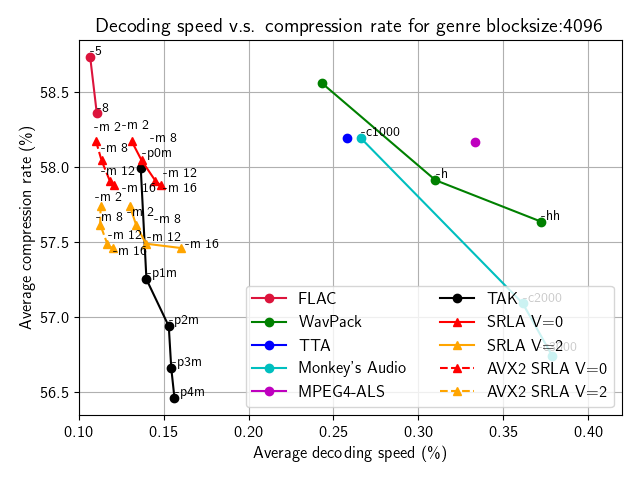 Decoding speed v.s. compression rate for genre blocksize:4096
Average compression rate (%)
58.5
58.0
57.5
57.0
56.5
-5
-8
-m 2
-m 2
-m 8
-m 8
-p0m
-m 12
-m 12
-m 16
-m 16
-m 2
-m 2
-m 8
-m 8
-m 12
-m 12
-m 16
-m 16
-p1m
-p2m
-p3m
-p4m
-c1000
-h
-hh
-c2000
FLAC
WavPack
TTA
Monkey's Audio
MPEG4-ALS
TAK
SRLA V=0
SRLA V=2
AVX2 SRLA V=0
AVX2 SRLA V=2
0.10
0.15
0.20
0.25
0.30
0.35
0.40
Average decoding speed (%)